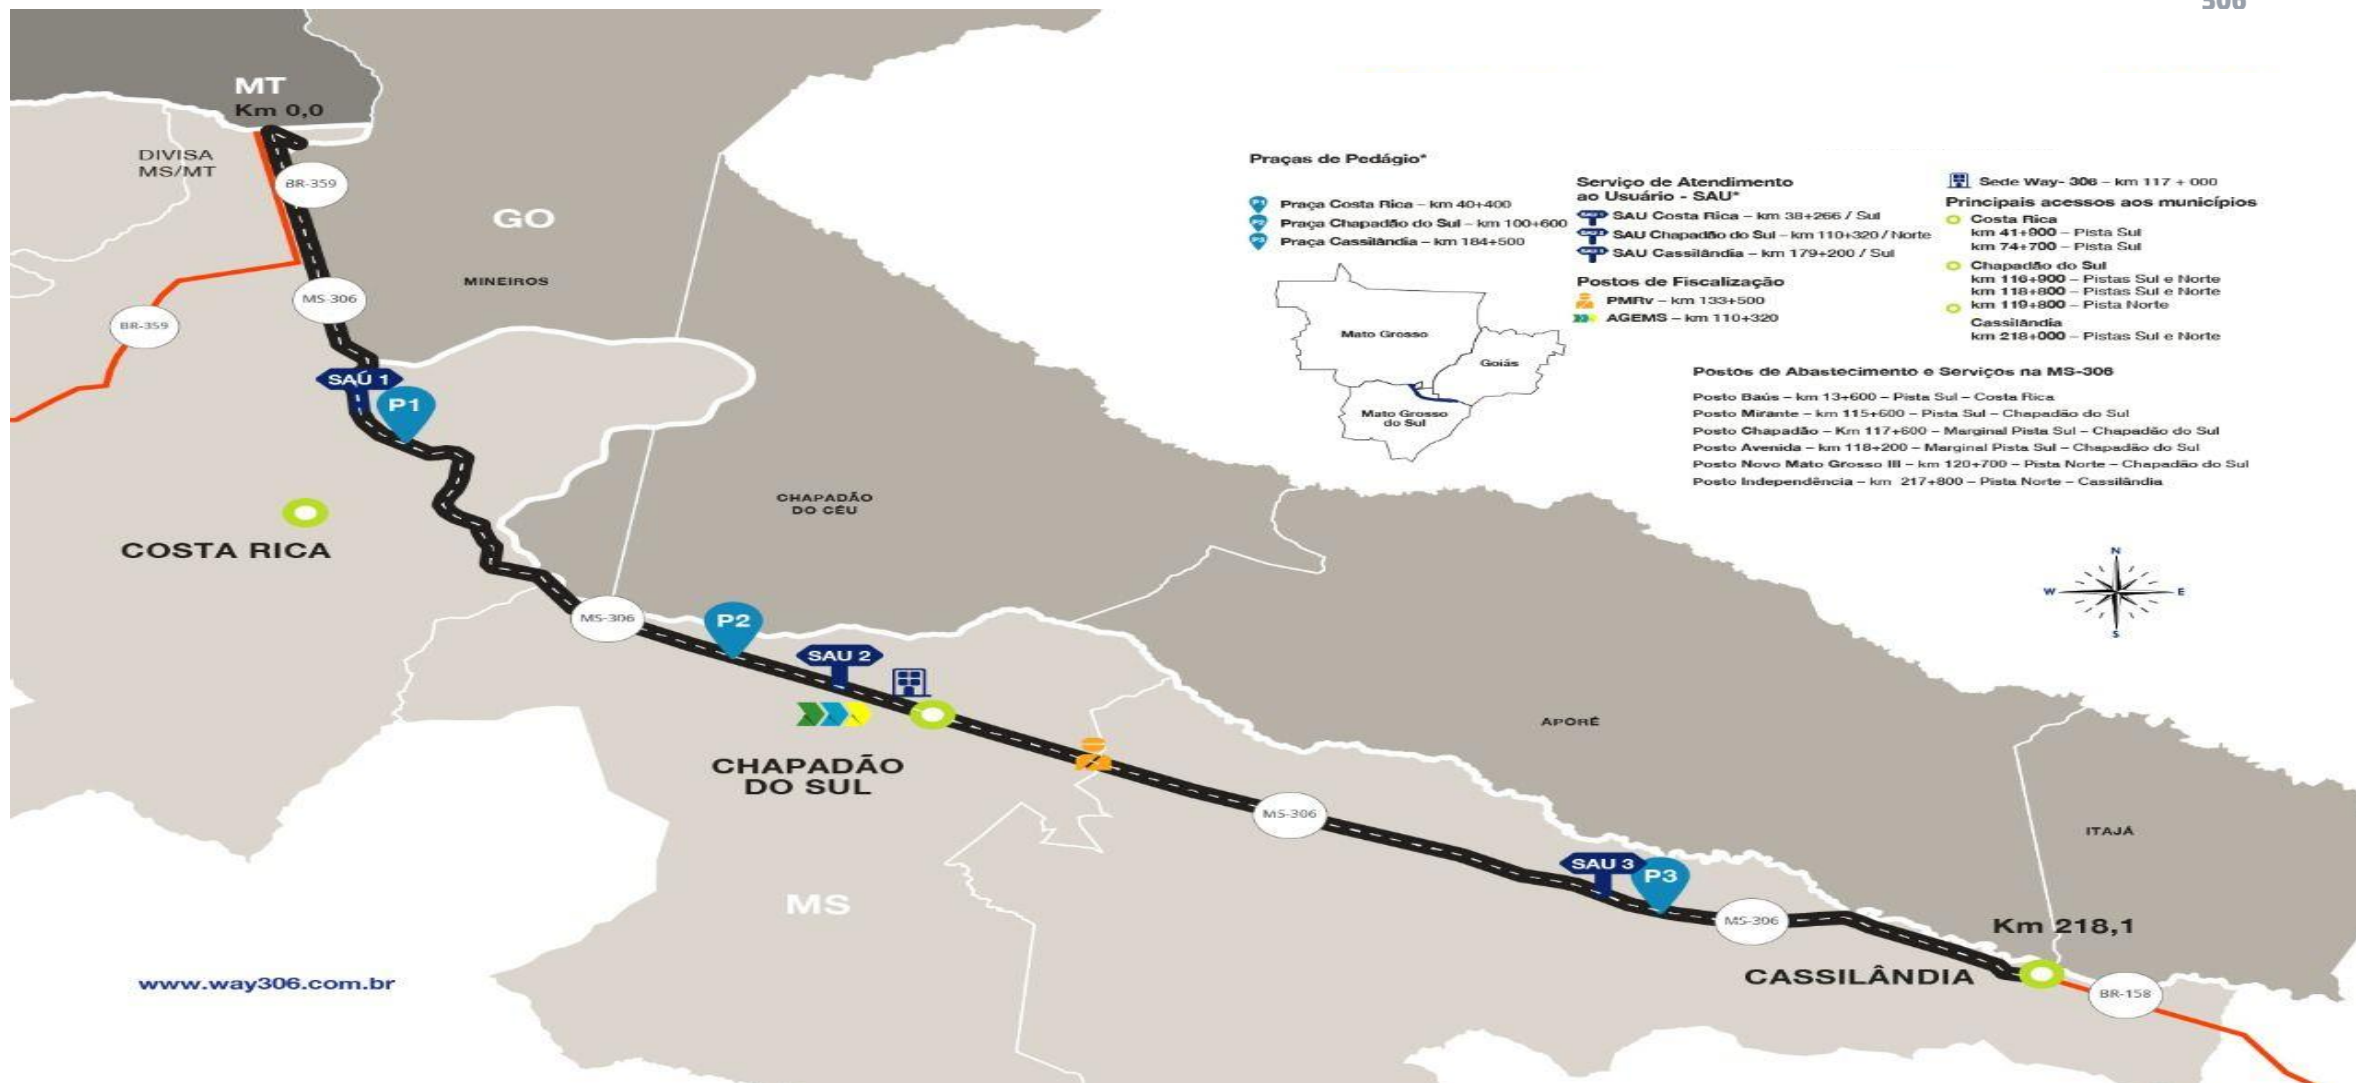 306
MT
Km 0,0
DIVISA
MS/MT
BR-359
GO
MINEIROS
MS-306
BR-359
SAU 1
P1
COSTA RICA
CHAPADÃO
DO CÉU
MS-306
P2
SAU 2
CHAPADÃO
DO SUL
MS
APORÉ
MS-306
SAU 3
P3
MS-306
ITAJÁ
Km 218,1
CASSILÂNDIA
BR-158
www.way306.com.br
Praças de Pedágio*
P1 Praça Costa Rica – km 40+400
P2 Praça Chapadão do Sul – km 100+600
P3 Praça Cassilândia – km 184+500
Serviço de Atendimento
ao Usuário - SAU*
SAU 1 SAU Costa Rica – km 38+266 / Sul
SAU 2 SAU Chapadão do Sul – km 110+320 / Norte
SAU 3 SAU Cassilândia – km 179+200 / Sul
Postos de Fiscalização
PMRv – km 133+500
AGEMS – km 110+320
Sede Way- 306 – km 117 + 000
Principais acessos aos municípios
Costa Rica
km 41+900 – Pista Sul
km 74+700 – Pista Sul
Chapadão do Sul
km 116+900 – Pistas Sul e Norte
km 118+800 – Pistas Sul e Norte
km 119+800 – Pista Norte
Cassilândia
km 218+000 – Pistas Sul e Norte
Mato Grosso
Goiás
Mato Grosso
do Sul
Postos de Abastecimento e Serviços na MS-306
Posto Baús – km 13+600 – Pista Sul – Costa Rica
Posto Mirante – km 115+600 – Pista Sul – Chapadão do Sul
Posto Chapadão – Km 117+600 – Marginal Pista Sul – Chapadão do Sul
Posto Avenida – km 118+200 – Marginal Pista Sul – Chapadão do Sul
Posto Novo Mato Grosso III – km 120+700 – Pista Norte – Chapadão do Sul
Posto Independência – km 217+800 – Pista Norte – Cassilândia
N
W E
S